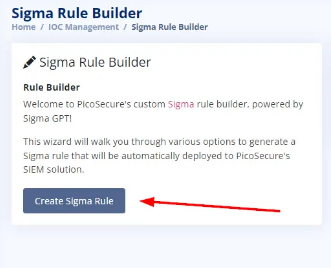 Sigma Rule Builder
Home / IOC Management / Sigma Rule Builder
Sigma Rule Builder
Rule Builder
Welcome to PicoSecure's custom Sigma rule builder, powered by
Sigma GPT!
This wizard will walk you through various options to generate a
Sigma rule that will be automatically deployed to PicoSecure's
SIEM solution.
Create Sigma Rule